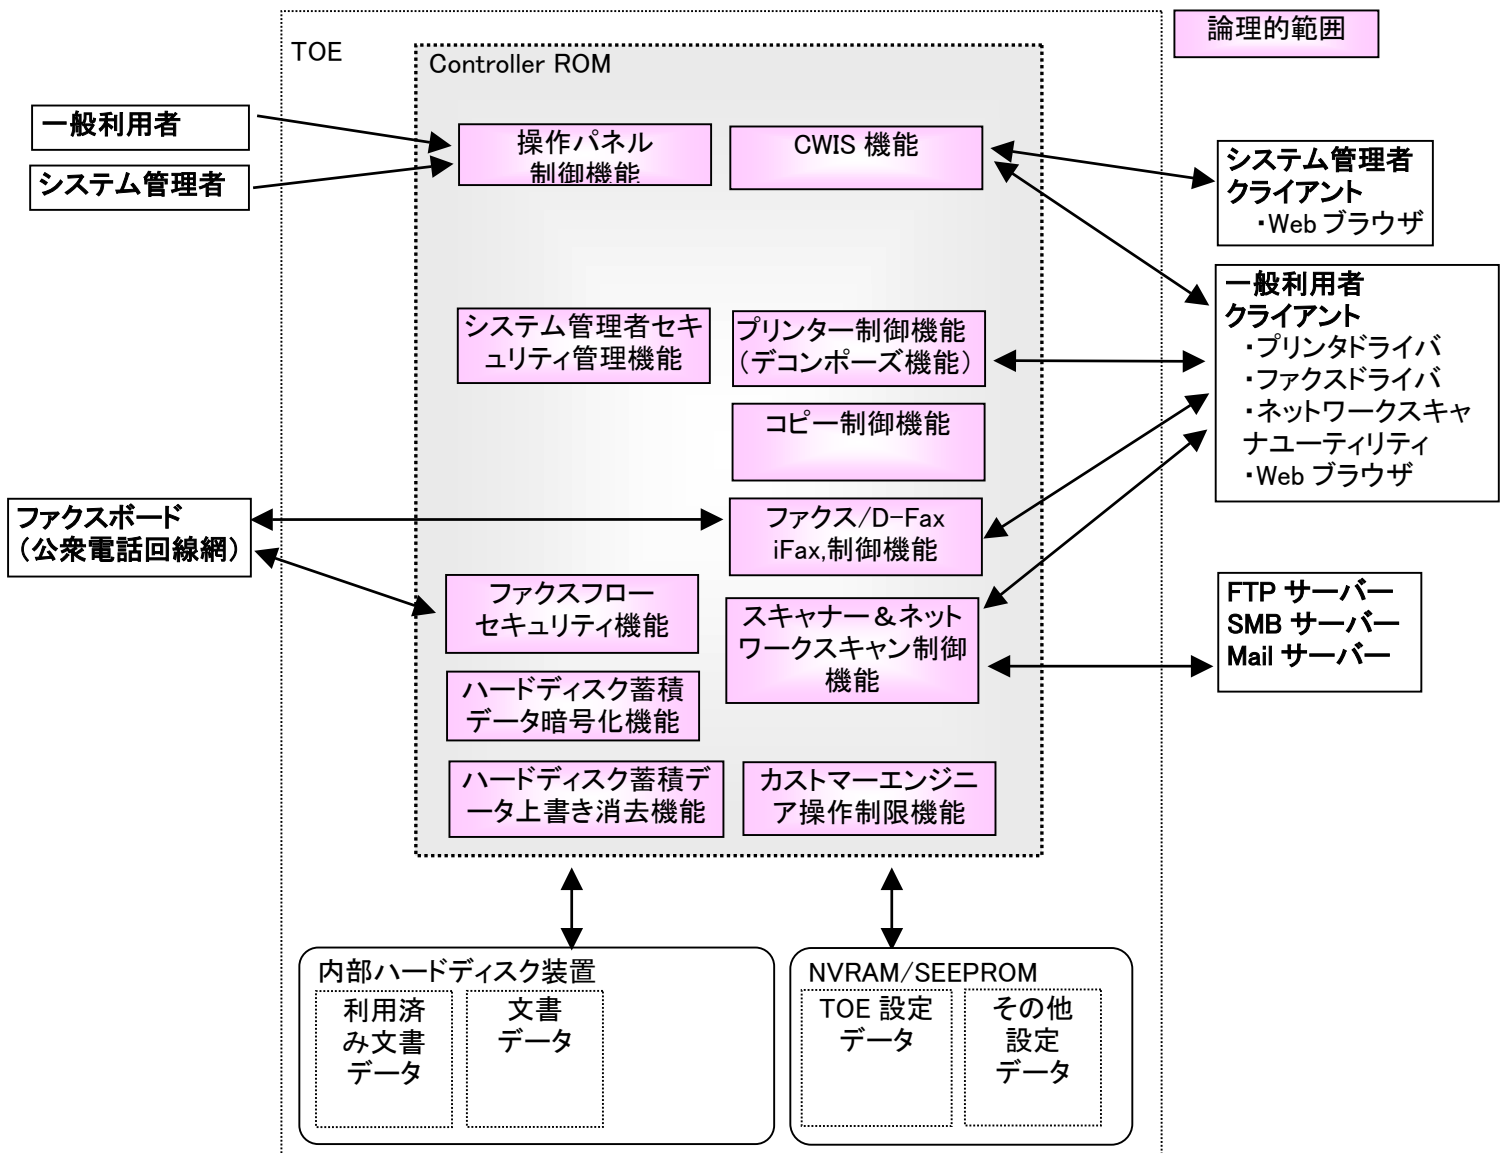 論理的範囲
TOE
Controller ROM
一般利用者
システム管理者
操作パネル
制御機能
CWIS 機能
システム管理者
クライアント
・Web ブラウザ
一般利用者
クライアント
・プリンタドライバ
・ファクスドライバ
・ネットワークスキャ
ナユーティリティ
・Web ブラウザ
システム管理者セキ
ュリティ管理機能
プリンター制御機能
（デコンポーズ機能）
コピー制御機能
ファクスボード
（公衆電話回線網）
ファクス/D-Fax
iFax,制御機能
ファクスフロー
セキュリティ機能
スキャナー＆ネット
ワークスキャン制御
機能
FTP サーバー
SMB サーバー
Mail サーバー
ハードディスク蓄積
データ暗号化機能
ハードディスク蓄積デ
ータ上書き消去機能
カストマーエンジニ
ア操作制限機能
内部ハードディスク装置
利用済
み文書
データ
文書
データ
NVRAM/SEEPROM
TOE 設定
データ
その他
設定
データ